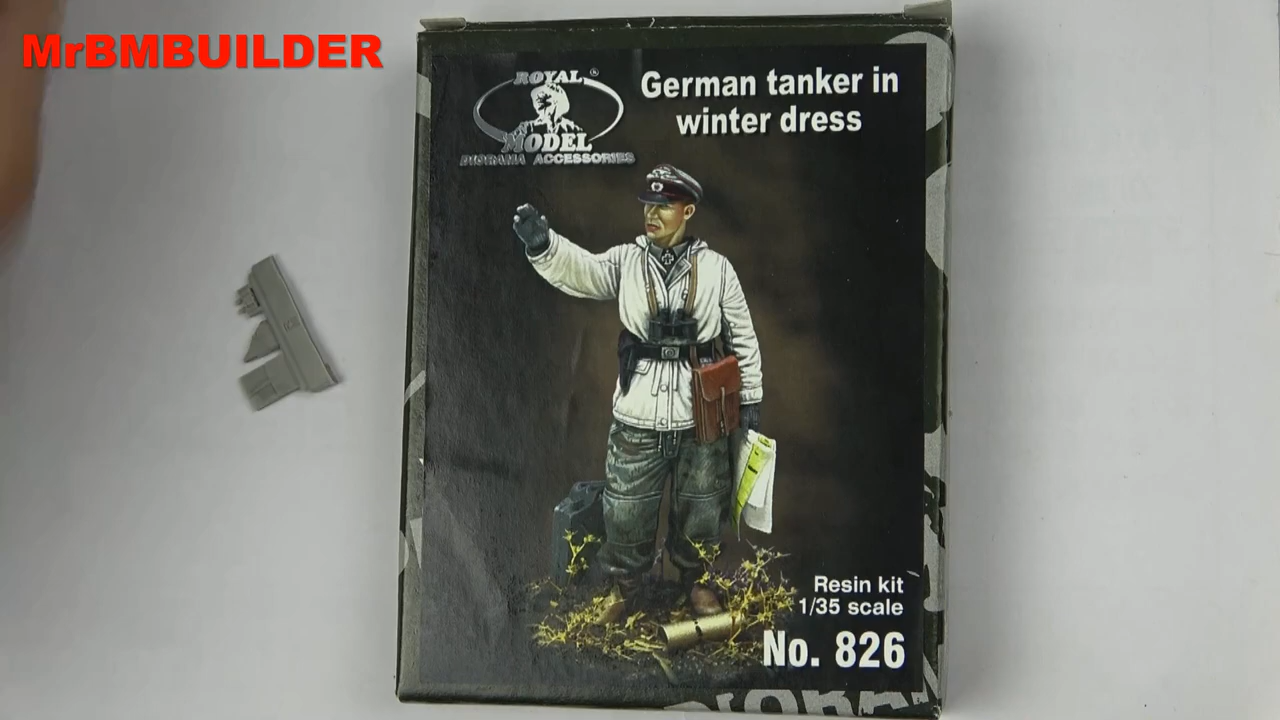 MrBMBUILDER
ROYAL ®
MODEL
DIORAMA ACCESSORIES
German tanker in
winter dress
Resin kit
1/35 scale
No. 826